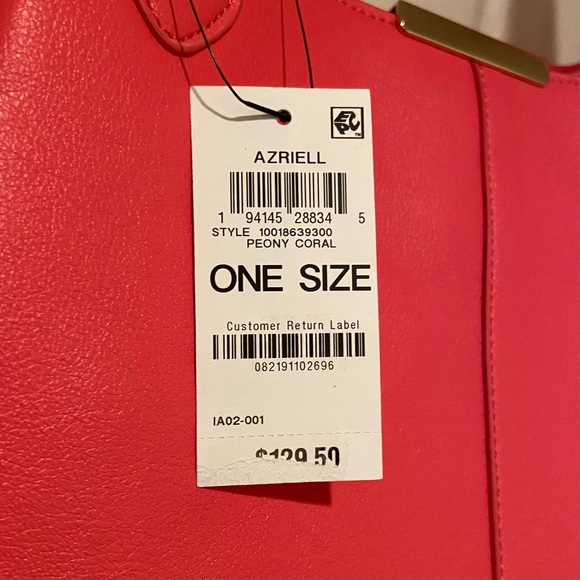 EPC
AZRIELL
1 94145 28834 5
STYLE 10018639300
PEONY CORAL
ONE SIZE
Customer Return Label
082191102696
IA02-001
$129.50